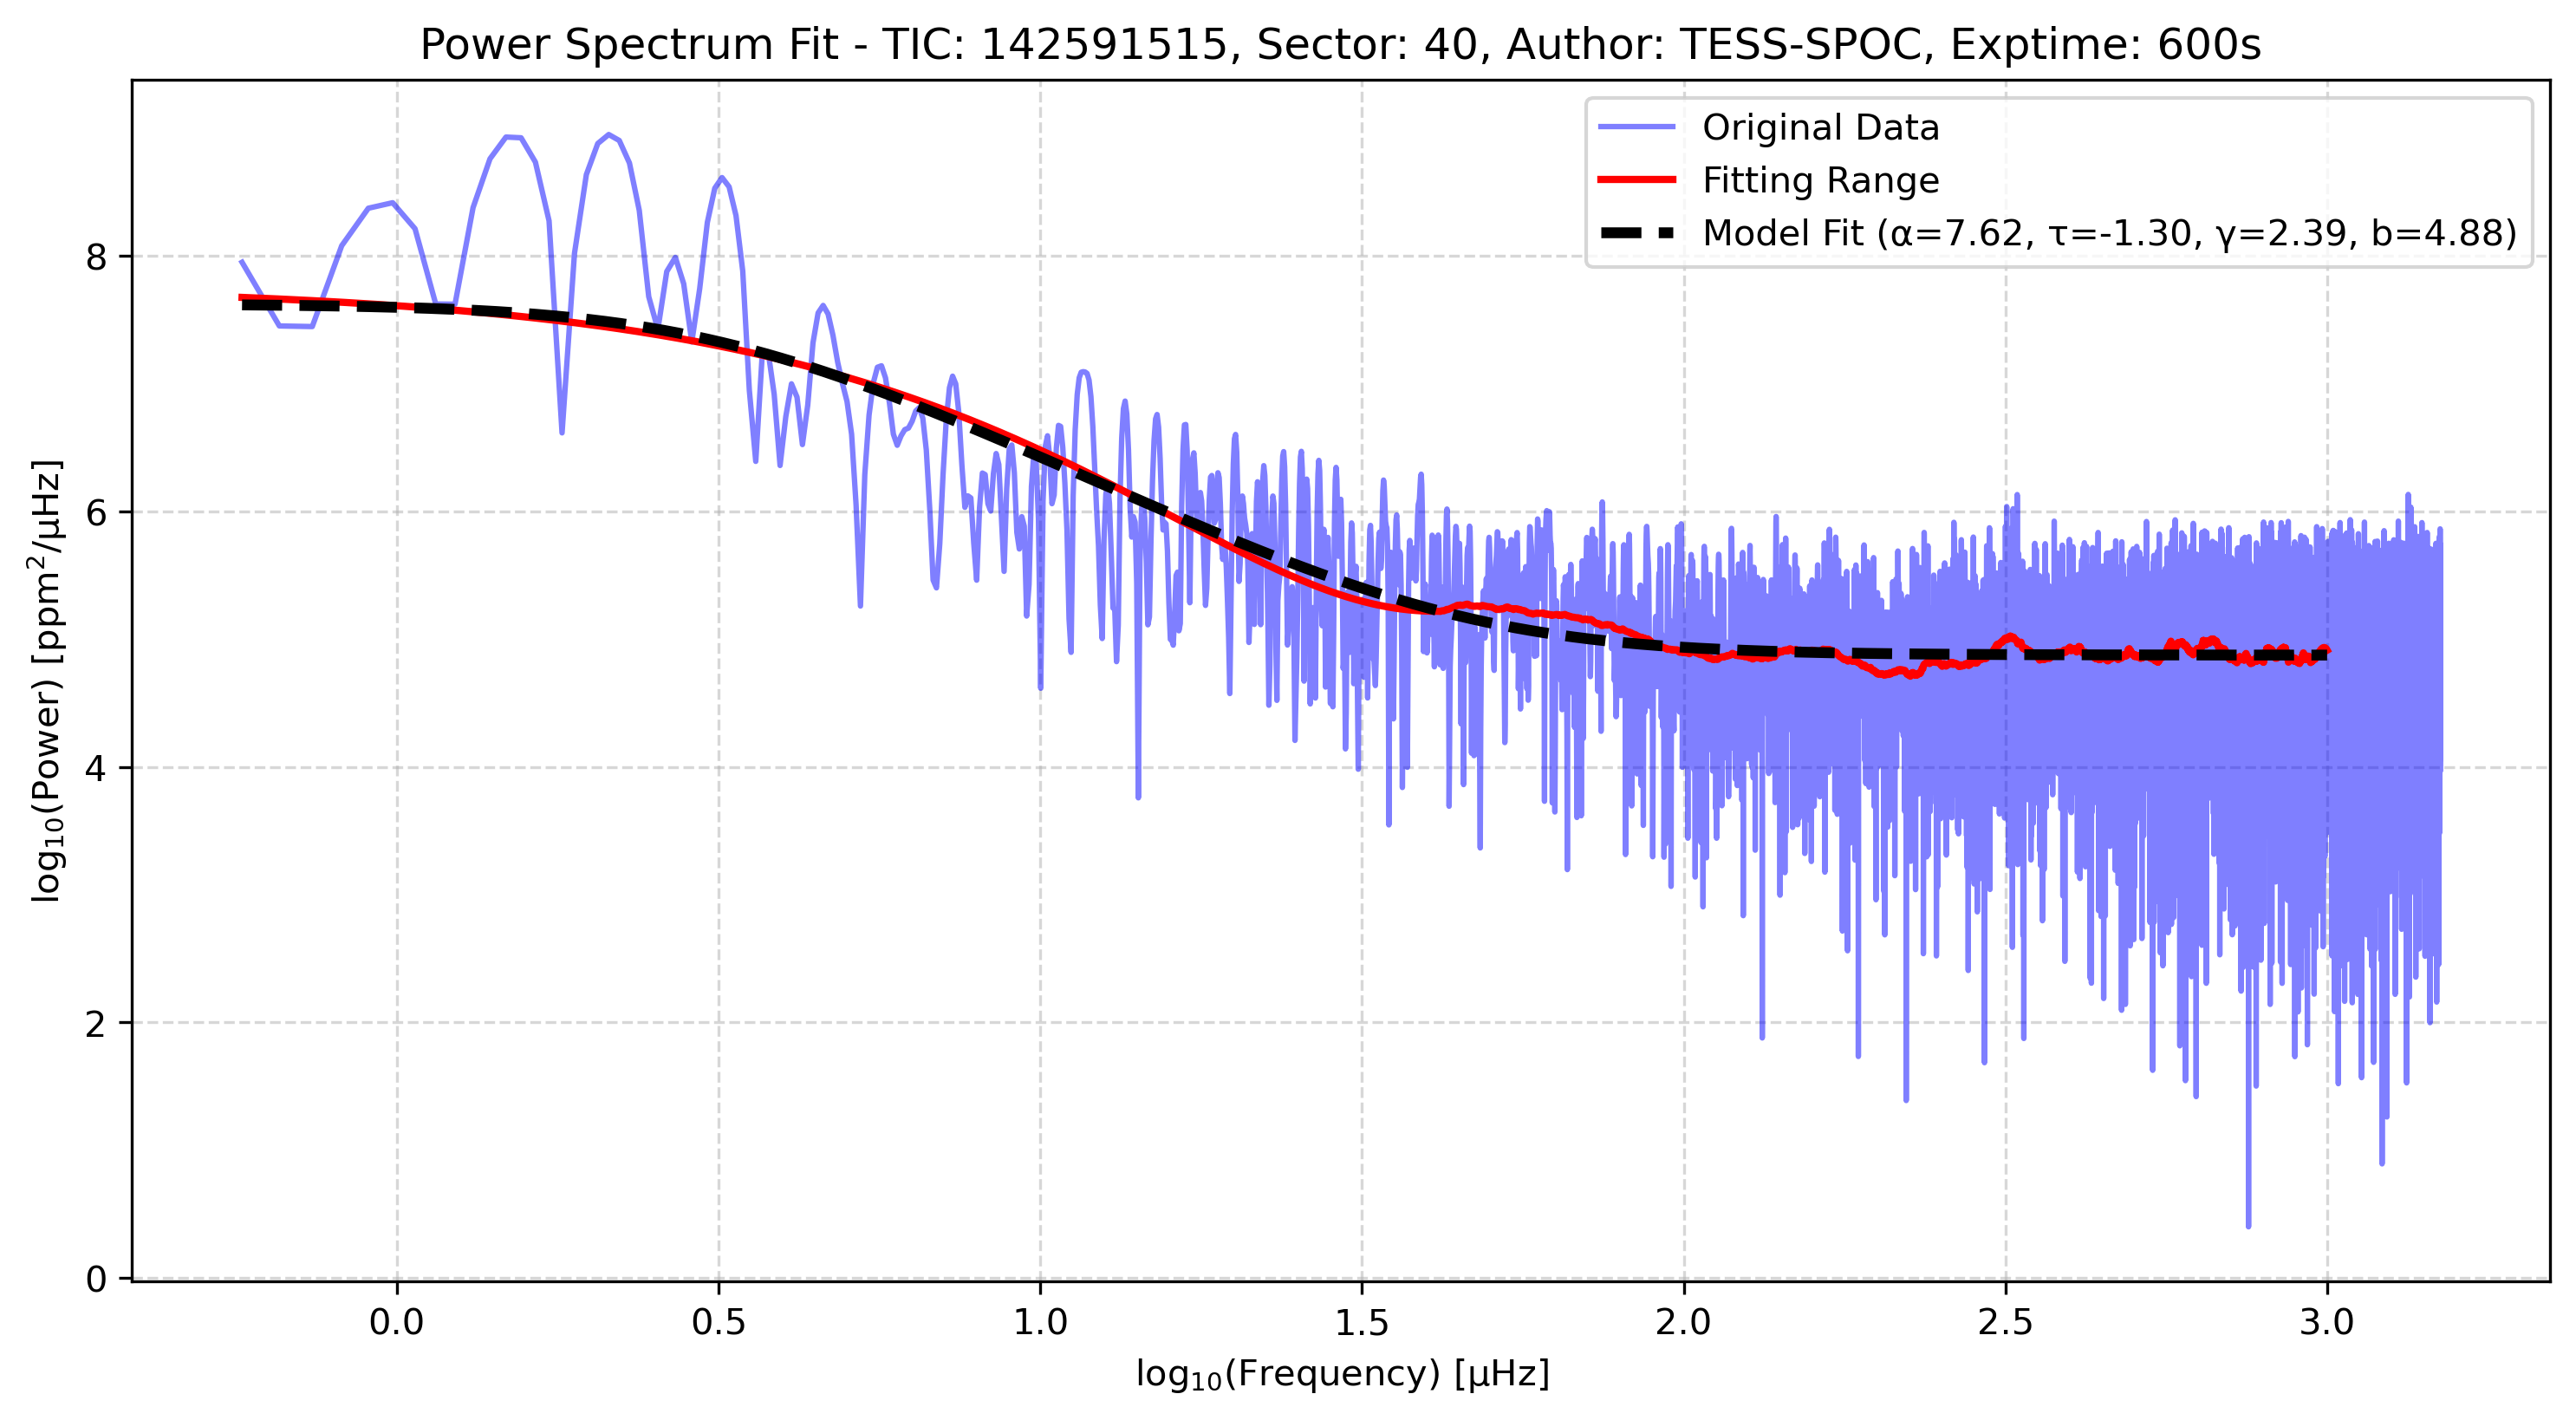 Power Spectrum Fit - TIC: 142591515, Sector: 40, Author: TESS-SPOC, Exptime: 600s
Original Data
Fitting Range
Model Fit (α=7.62, τ=-1.30, γ=2.39, b=4.88)
log₁₀(Power) [ppm²/μHz]
8
6
4
2
0
0.0 0.5 1.0 1.5 2.0 2.5 3.0
log₁₀(Frequency) [μHz]